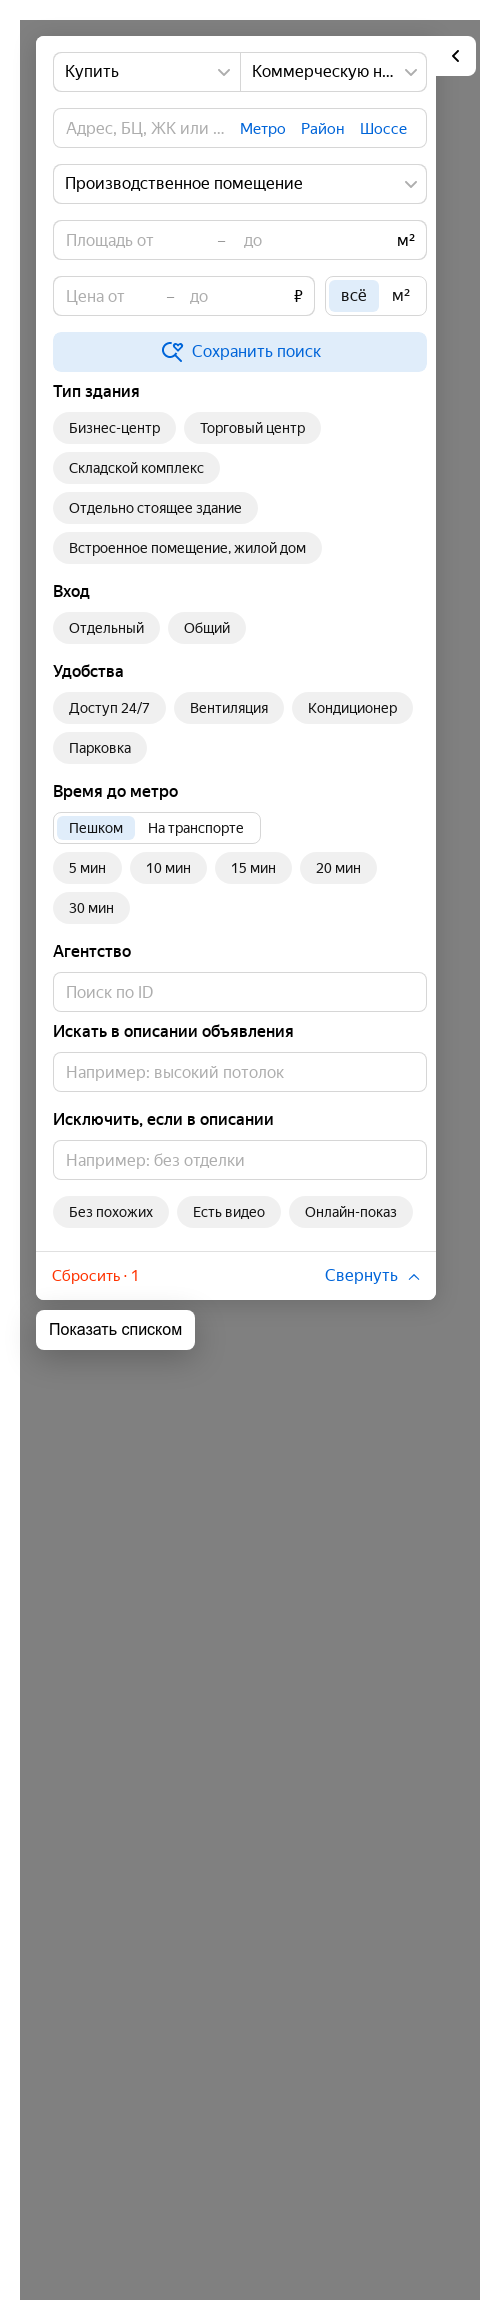 Купить Коммерческую н...
Адрес, БЦ, ЖК или ... Метро Район Шоссе
Производственное помещение
Площадь от – до м²
Цена от – до ₽ всё м²
Сохранить поиск
Тип здания
Бизнес-центр Торговый центр
Складской комплекс
Отдельно стоящее здание
Встроенное помещение, жилой дом
Вход
Отдельный Общий
Удобства
Доступ 24/7 Вентиляция Кондиционер
Парковка
Время до метро
Пешком На транспорте
5 мин 10 мин 15 мин 20 мин
30 мин
Агентство
Поиск по ID
Искать в описании объявления
Например: высокий потолок
Исключить, если в описании
Например: без отделки
Без похожих Есть видео Онлайн-показ
Сбросить · 1 Свернуть
Показать списком